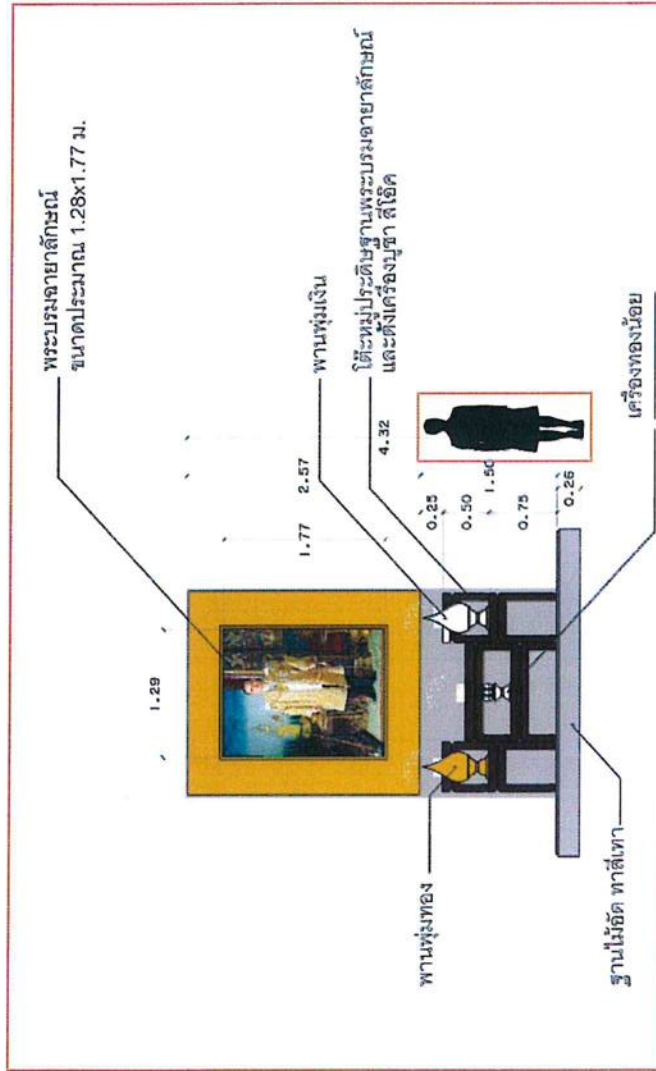 พระบรมฉายาลักษณ์
ขนาดประมาณ 1.28x1.77 ม.
พานพุ่มเงิน
โต๊ะหมู่ประดิษฐานพระบรมฉายาลักษณ์
และตั้งเครื่องบูชา สีโอ๊ค
เครื่องทองน้อย
พานพุ่มทอง
ฐานไม้อัด ทาสีเทา
1.29
1.77
2.57
4.32
0.25
0.50
1.50
0.75
0.26